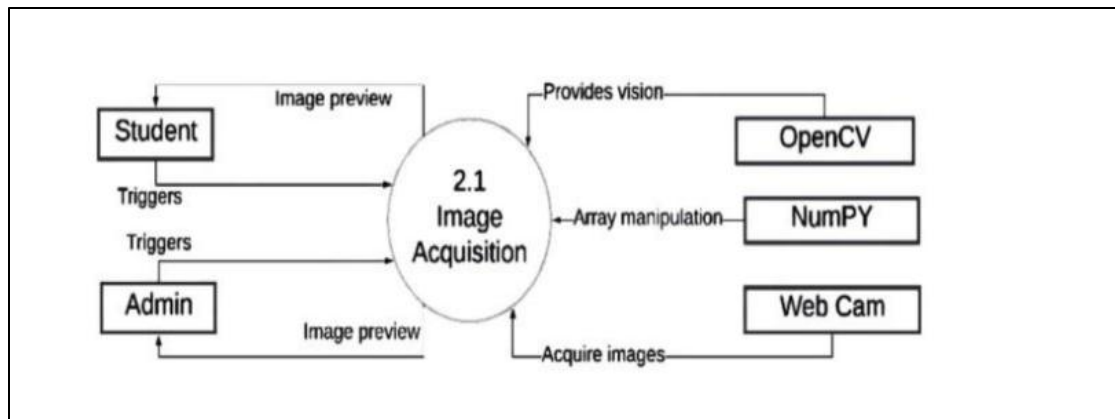 Image preview
Provides vision
Student
OpenCV
Triggers
2.1
Image
Acquisition
Array manipulation
NumPY
Triggers
Admin
Web Cam
Image preview
Acquire images